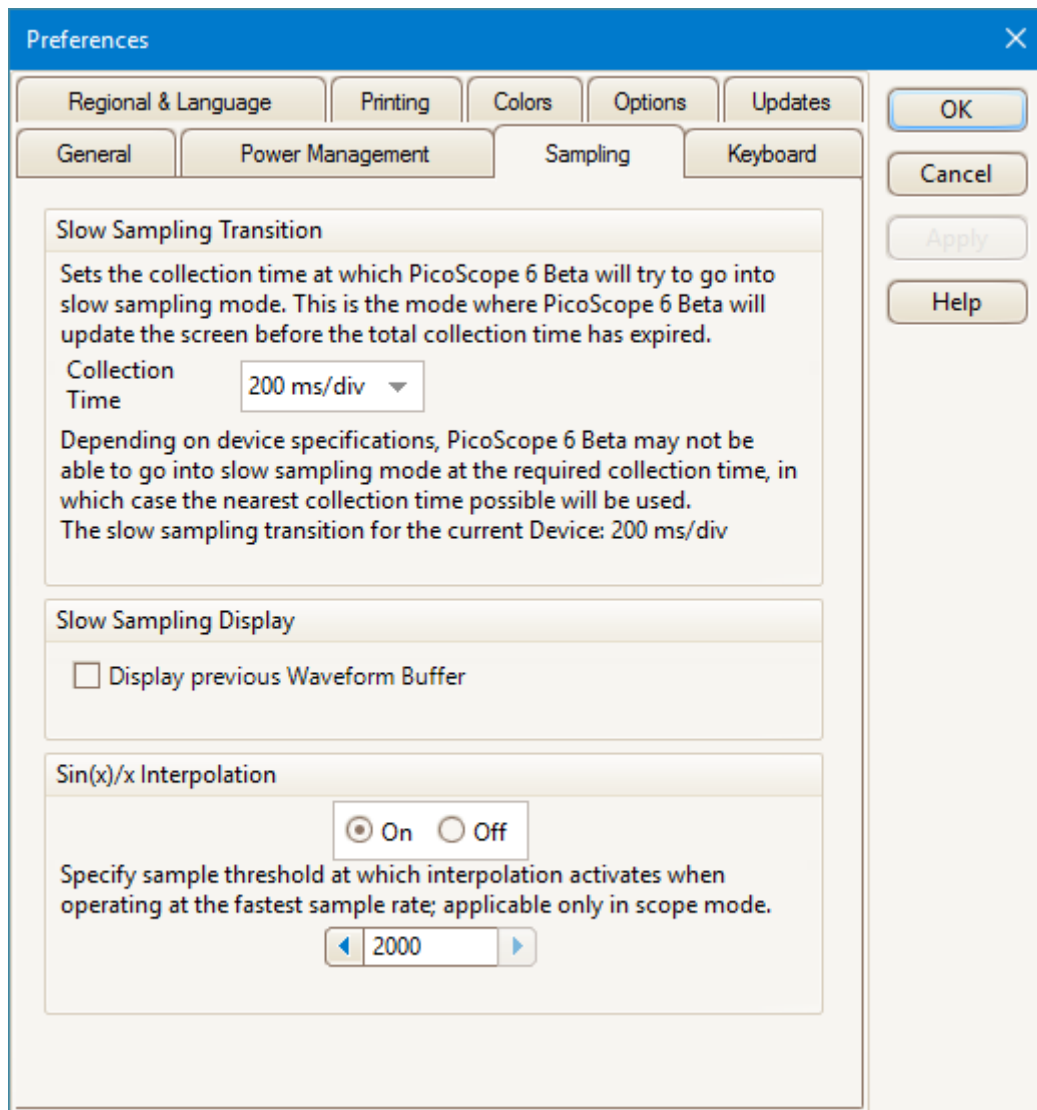 Preferences
Regional & Language
Printing
Colors
Options
Updates
General
Power Management
Sampling
Keyboard
OK
Cancel
Apply
Help
Slow Sampling Transition
Sets the collection time at which PicoScope 6 Beta will try to go into
slow sampling mode. This is the mode where PicoScope 6 Beta will
update the screen before the total collection time has expired.
Collection
Time
200 ms/div
Depending on device specifications, PicoScope 6 Beta may not be
able to go into slow sampling mode at the required collection time, in
which case the nearest collection time possible will be used.
The slow sampling transition for the current Device: 200 ms/div
Slow Sampling Display
Display previous Waveform Buffer
Sin(x)/x Interpolation
On
Off
Specify sample threshold at which interpolation activates when
operating at the fastest sample rate; applicable only in scope mode.
2000